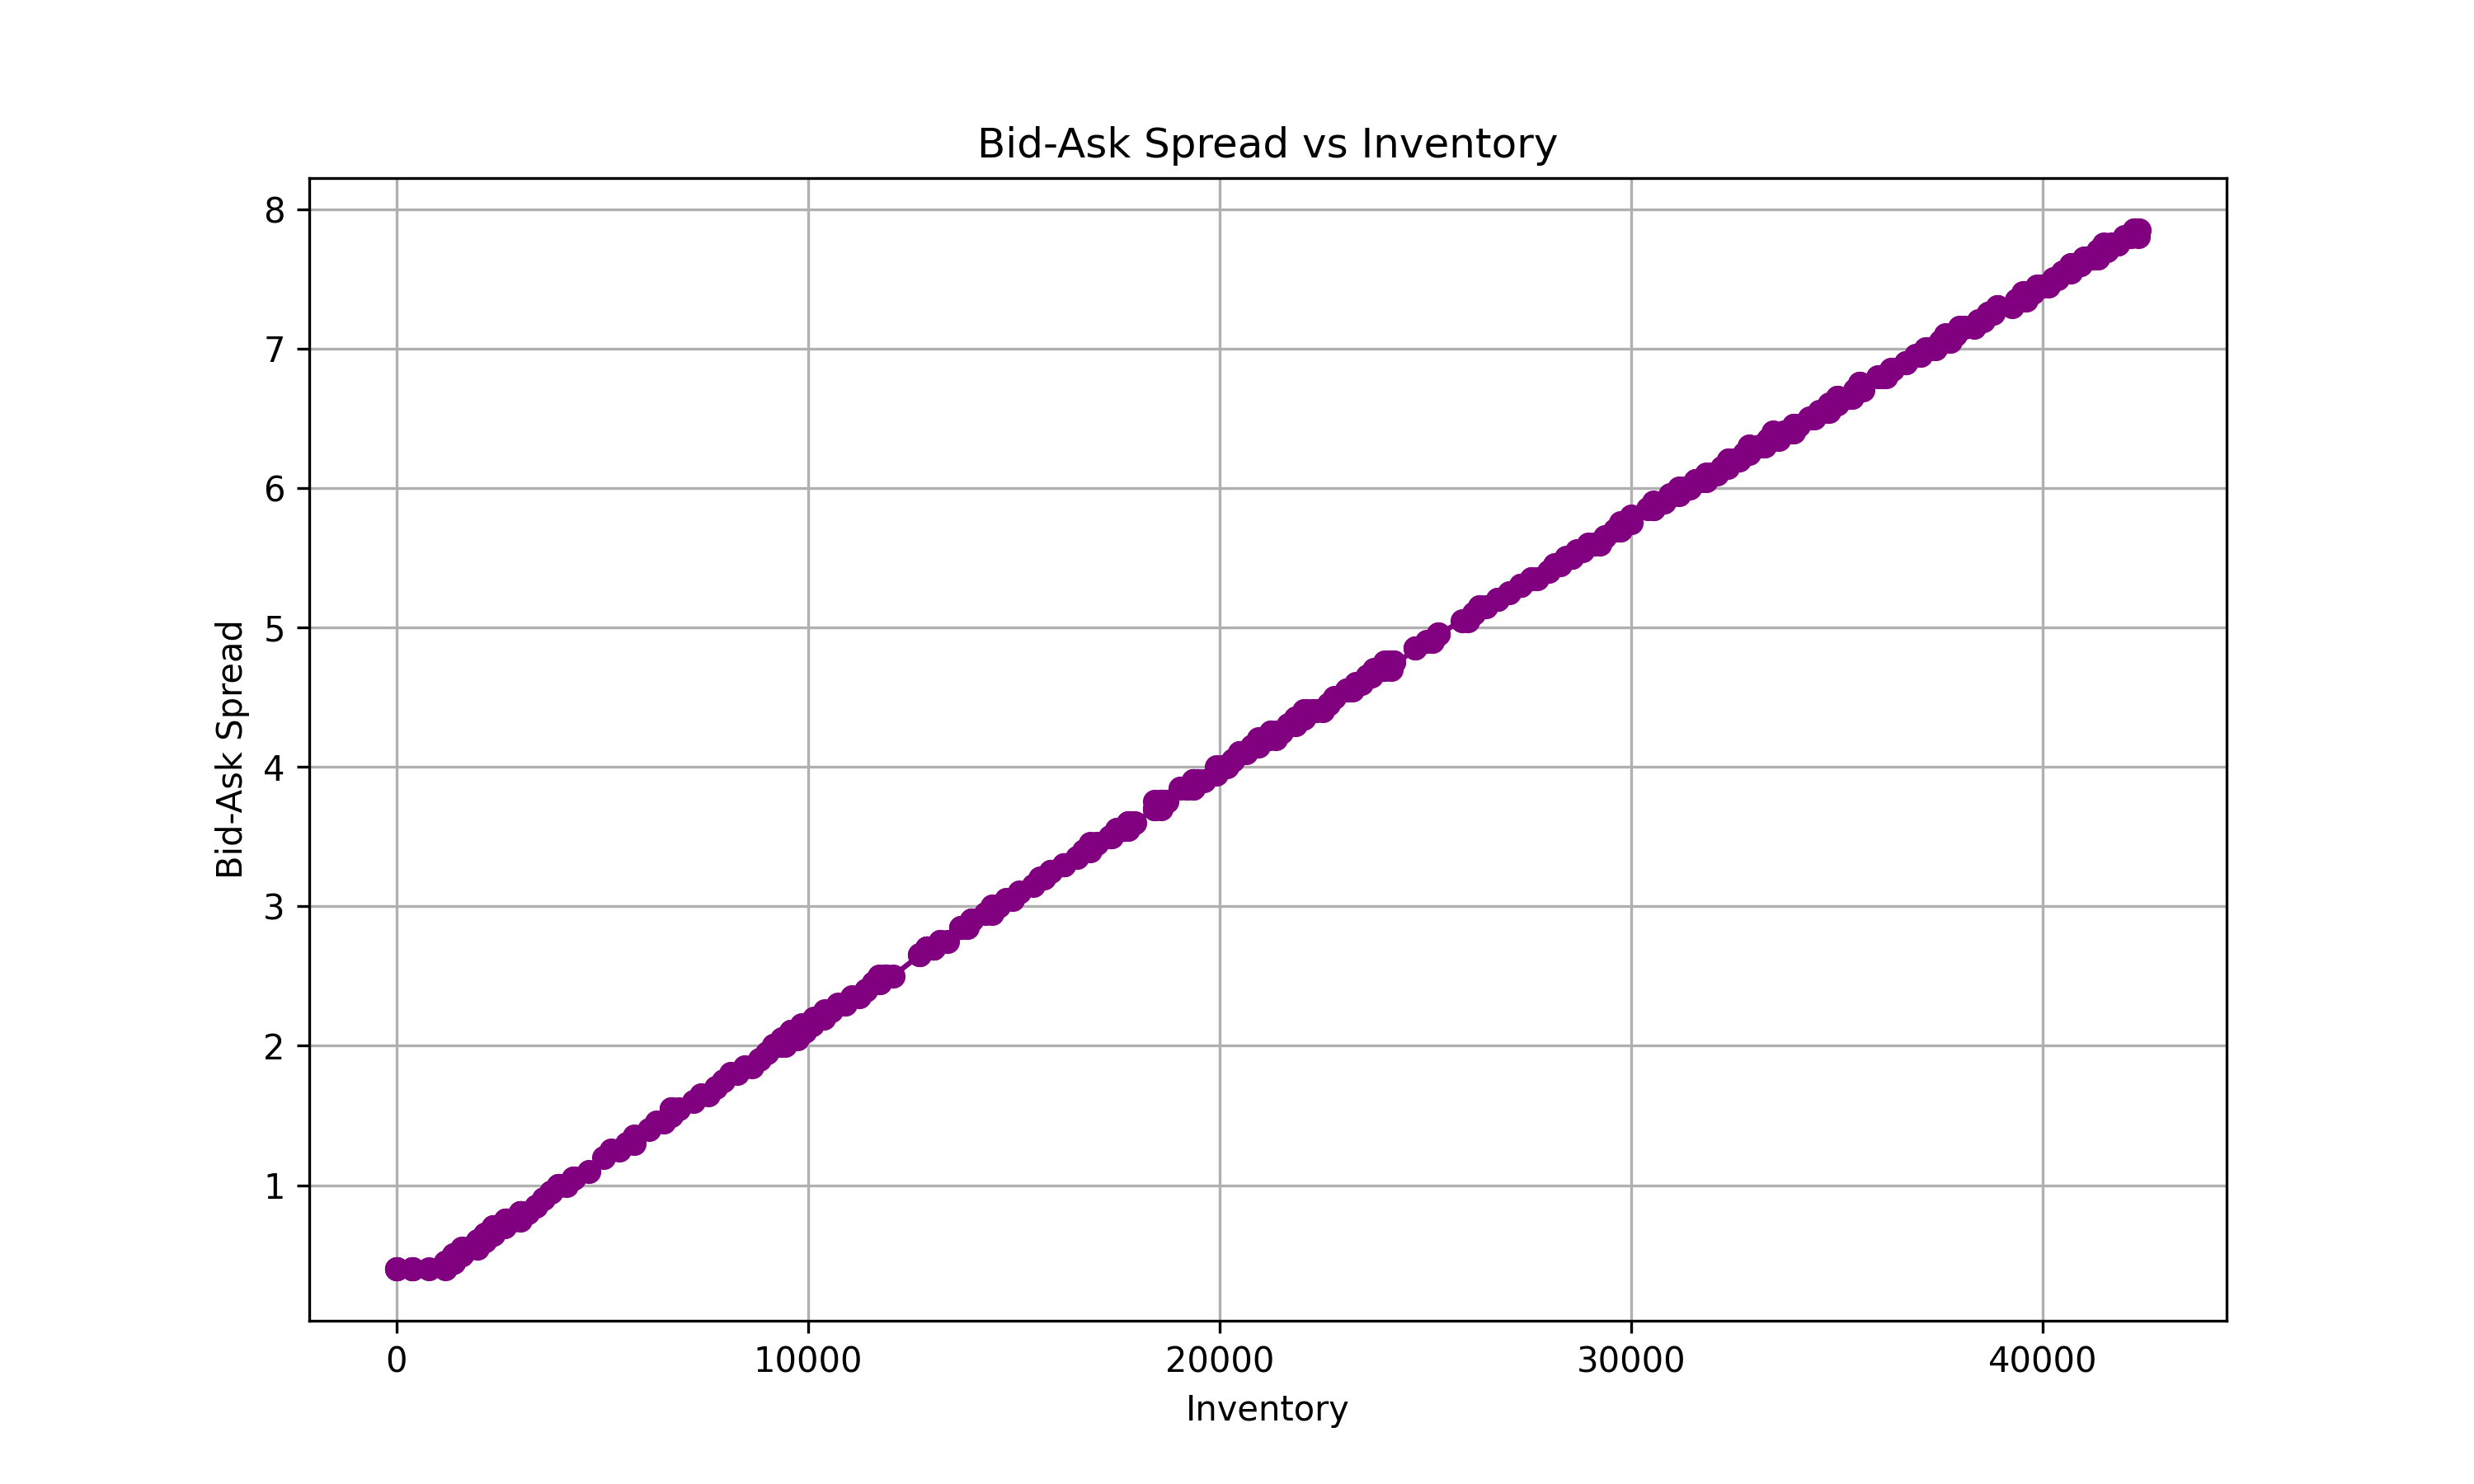 Bid-Ask Spread vs Inventory
8
7
6
5
4
3
2
1
Bid-Ask Spread
0 10000 20000 30000 40000
Inventory